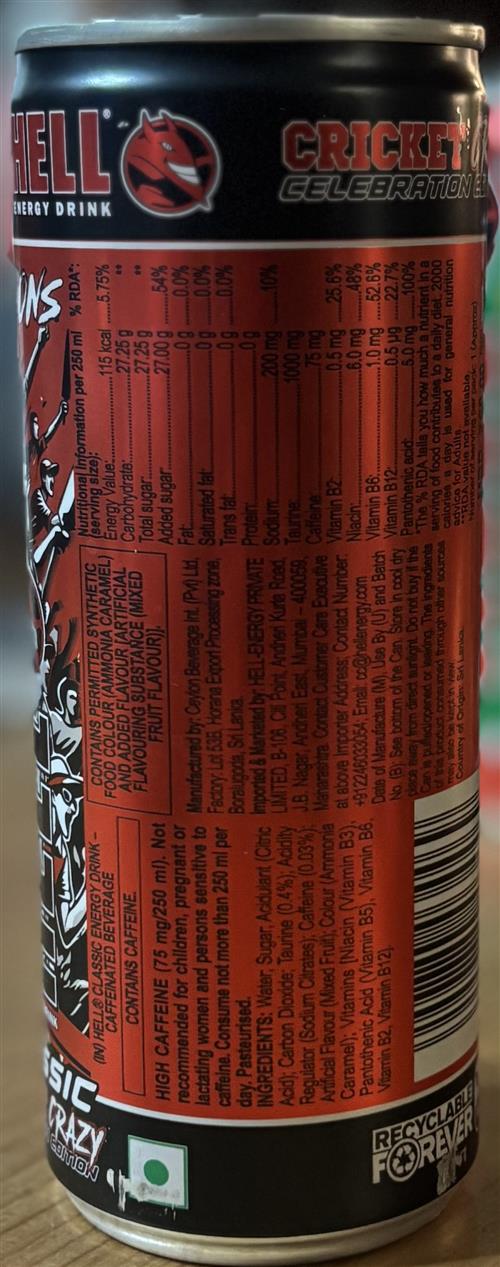 HELL®
ENERGY DRINK
CRICKET
CELEBRATION
SIC
CRAZY
EDITION
(IN) HELL® CLASSIC ENERGY DRINK –
CAFFEINATED BEVERAGE
CONTAINS CAFFEINE.
HIGH CAFFEINE (75 mg/250 ml). Not
recommended for children, pregnant or
lactating women and persons sensitive to
caffeine. Consume not more than 250 ml per
day. Pasteurised.
INGREDIENTS: Water, Sugar, Acidulant (Citric
Acid), Carbon Dioxide, Taurine (0.4%), Acidity
Regulator (Sodium Citrates), Caffeine (0.03%),
Artificial Flavour (Mixed Fruit), Colour (Ammonia
Caramel), Vitamins [Niacin (Vitamin B3),
Pantothenic Acid (Vitamin B5), Vitamin B6,
Vitamin B2, Vitamin B12].
CONTAINS PERMITTED SYNTHETIC
FOOD COLOUR (AMMONIA CARAMEL)
AND ADDED FLAVOUR (ARTIFICIAL
FLAVOURING SUBSTANCE (MIXED
FRUIT FLAVOUR)).
Manufactured by: Ceylon Beverage Int. (Pvt) Ltd,
Factory: Lot 53B, Horana Export Processing zone,
Boralugoda, Sri Lanka.
Imported & Marketed by: HELL-ENERGY PRIVATE
LIMITED, B- 106, Citi Point, Andheri Kurla Road,
J.B. Nagar, Andheri East, Mumbai – 400059,
Maharashtra. Contact Customer Care Executive
at above Importer Address; Contact Number:
+912246033054, Email: cc@hellenergy.com
Date of Manufacture (M), Use By (U) and Batch
No. (B): See bottom of the Can. Store in cool dry
place away from direct sunlight. Do not buy if the
Can is puffed/opened or leaking. The ingredients
of this product consumed through other sources
may also be kept in view.
Country of Origin: Sri Lanka.
Nutritional Information per 250 ml % RDA*:
(serving size):
Energy Value: 115 kcal 5.75%
Carbohydrate: 27.25 g **
Total sugar 27.25 g **
Added sugar 27.00 g 54%
Fat: 0 g 0.0%
Saturated fat: 0 g 0.0%
Trans fat: 0 g 0.0%
Protein: 0 g
Sodium: 200 mg 10%
Taurine: 1000 mg
Caffeine: 75 mg
Vitamin B2: 0.5 mg 25.6%
Niacin: 6.0 mg 48%
Vitamin B6: 1.0 mg 52.6%
Vitamin B12: 0.5 µg 22.7%
Pantothenic acid: 5.0 mg 100%
*The % RDA tells you how much a nutrient in a
serving of food contributes to a daily diet. 2000
calories a day is used for general nutrition
advice for Adults.
**RDA value not available.
Number of serving per pack: 1 (Approx)
RECYCLABLE
FOREVER